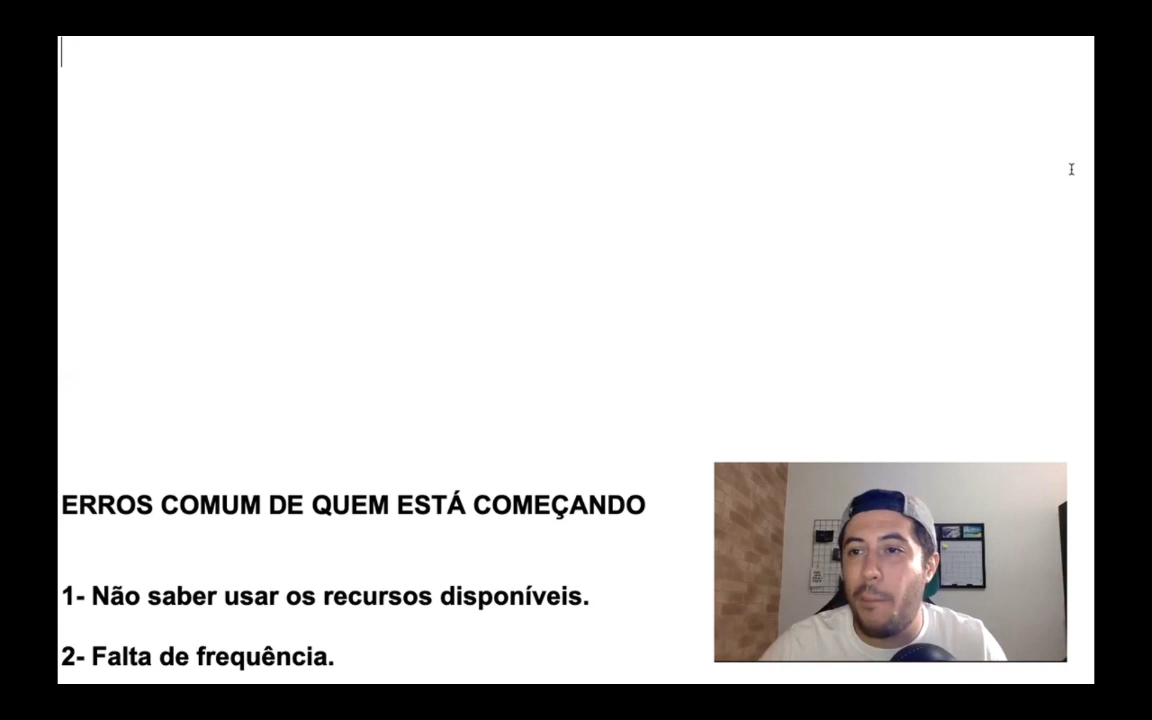 ERROS COMUM DE QUEM ESTÁ COMEÇANDO
1- Não saber usar os recursos disponíveis.
2- Falta de frequência.